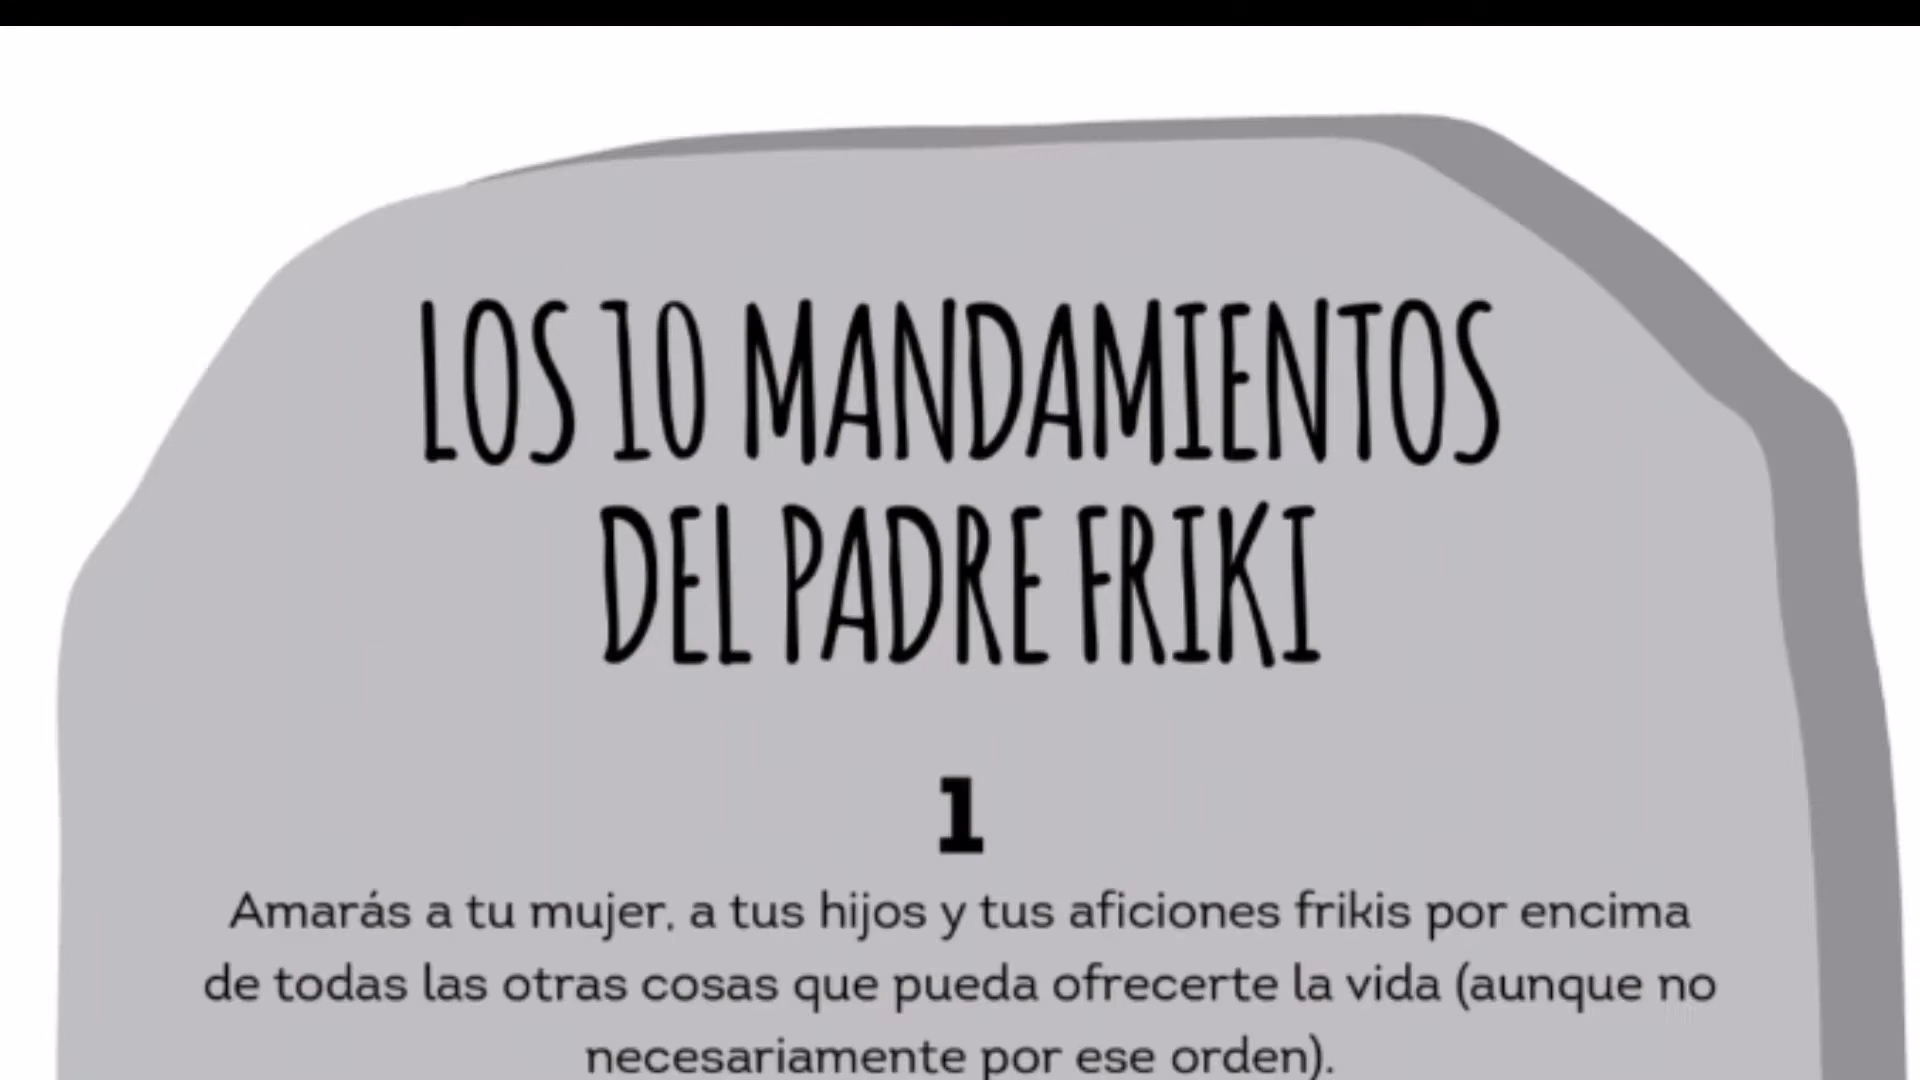 LOS 10 MANDAMIENTOS
DEL PADRE FRIKI
1
Amarás a tu mujer, a tus hijos y tus aficiones frikis por encima
de todas las otras cosas que pueda ofrecerte la vida (aunque no
necesariamente por ese orden).